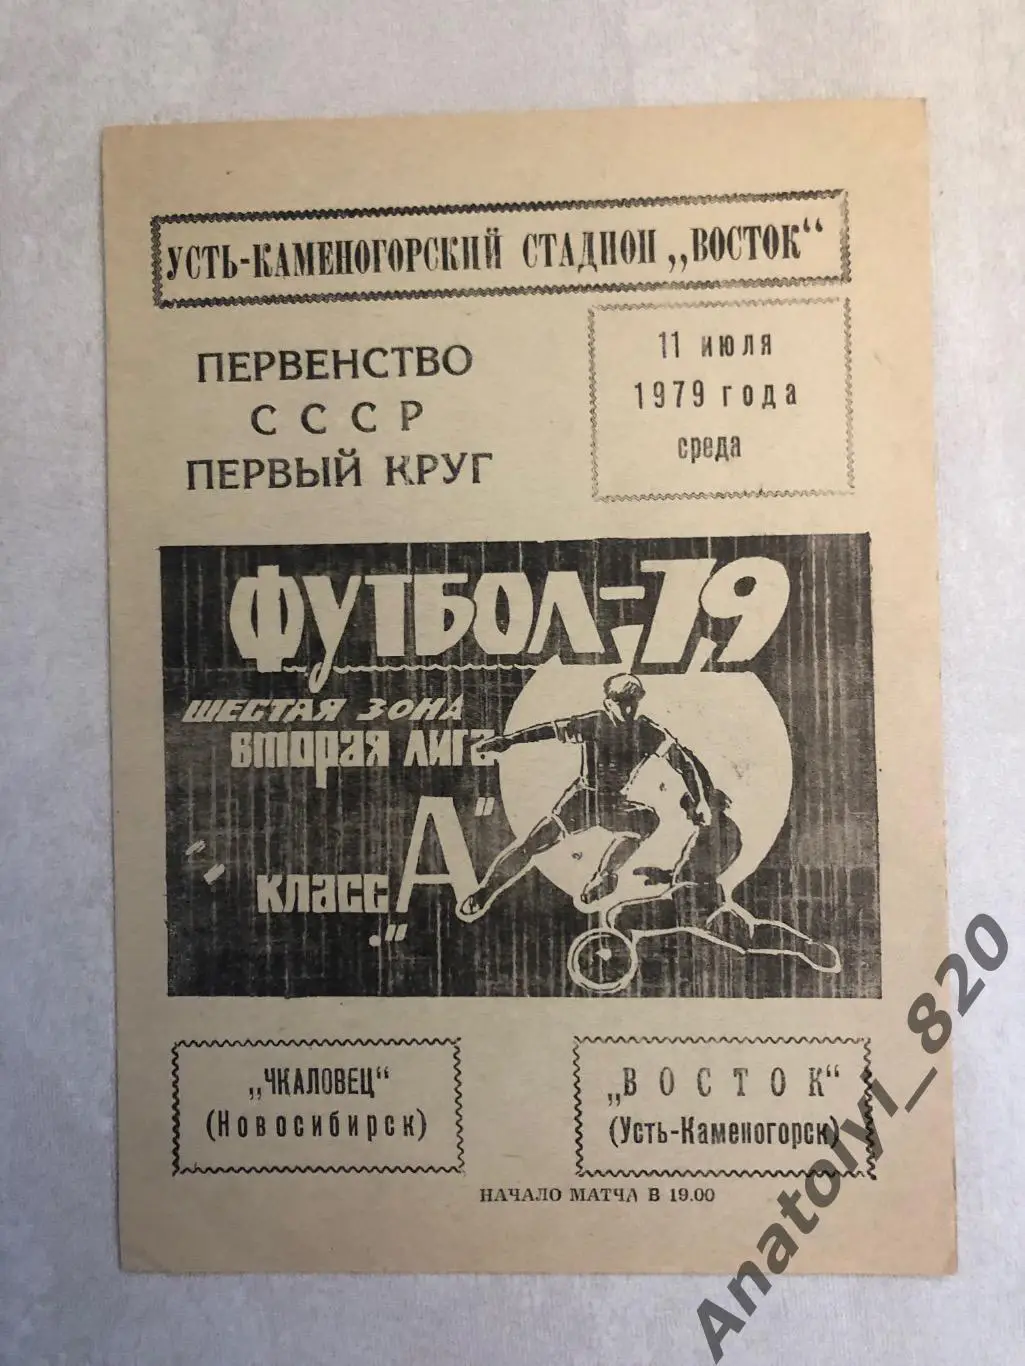 УСТЬ-КАМЕНОГОРСКИЙ СТАДИОН „ВОСТОК“
ПЕРВЕНСТВО
СССР
ПЕРВЫЙ КРУГ
11 июля
1979 года
среда
ФУТБОЛ-79
ШЕСТАЯ ЗОНА
ВТОРАЯ ЛИГА
КЛАСС „А“
„ЧКАЛОВЕЦ“
(Новосибирск)
„ВОСТОК“
(Усть-Каменогорск)
НАЧАЛО МАТЧА В 19.00
Anatolyi_820